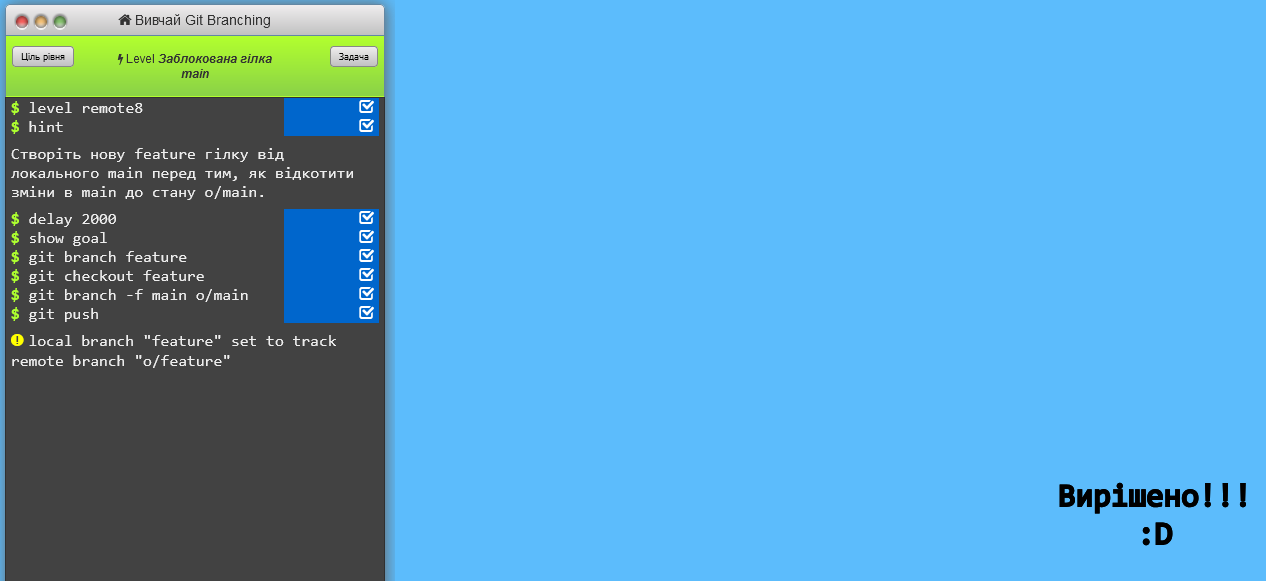 Вивчай Git Branching
Ціль рівня
Level Заблокована гілка
main
Задача
$ level remote8
$ hint
Створіть нову feature гілку від
локального main перед тим, як відкотити
зміни в main до стану o/main.
$ delay 2000
$ show goal
$ git branch feature
$ git checkout feature
$ git branch -f main o/main
$ git push
local branch "feature" set to track
remote branch "o/feature"
Вирішено!!!
:D